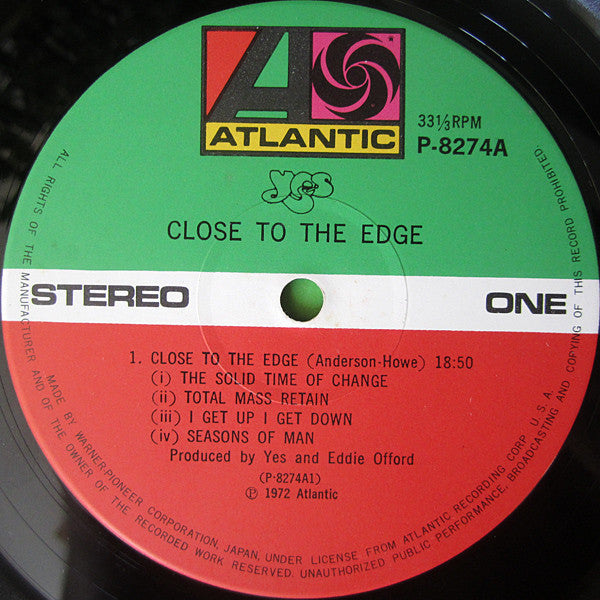 ATLANTIC
33⅓RPM
P-8274A
yes
CLOSE TO THE EDGE
STEREO
ONE
1. CLOSE TO THE EDGE (Anderson-Howe) 18:50
(i) THE SOLID TIME OF CHANGE
(ii) TOTAL MASS RETAIN
(iii) I GET UP I GET DOWN
(iv) SEASONS OF MAN
Produced by Yes and Eddie Offord
(P-8274A1)
Ⓟ 1972 Atlantic
MADE BY WARNER-PIONEER CORPORATION, JAPAN, UNDER LICENSE FROM ATLANTIC RECORDING CORP. U.S.A.
ALL RIGHTS OF THE MANUFACTURER AND OF THE OWNER OF THE RECORDED WORK RESERVED. UNAUTHORIZED PUBLIC PERFORMANCE, BROADCASTING AND COPYING OF THIS RECORD PROHIBITED.